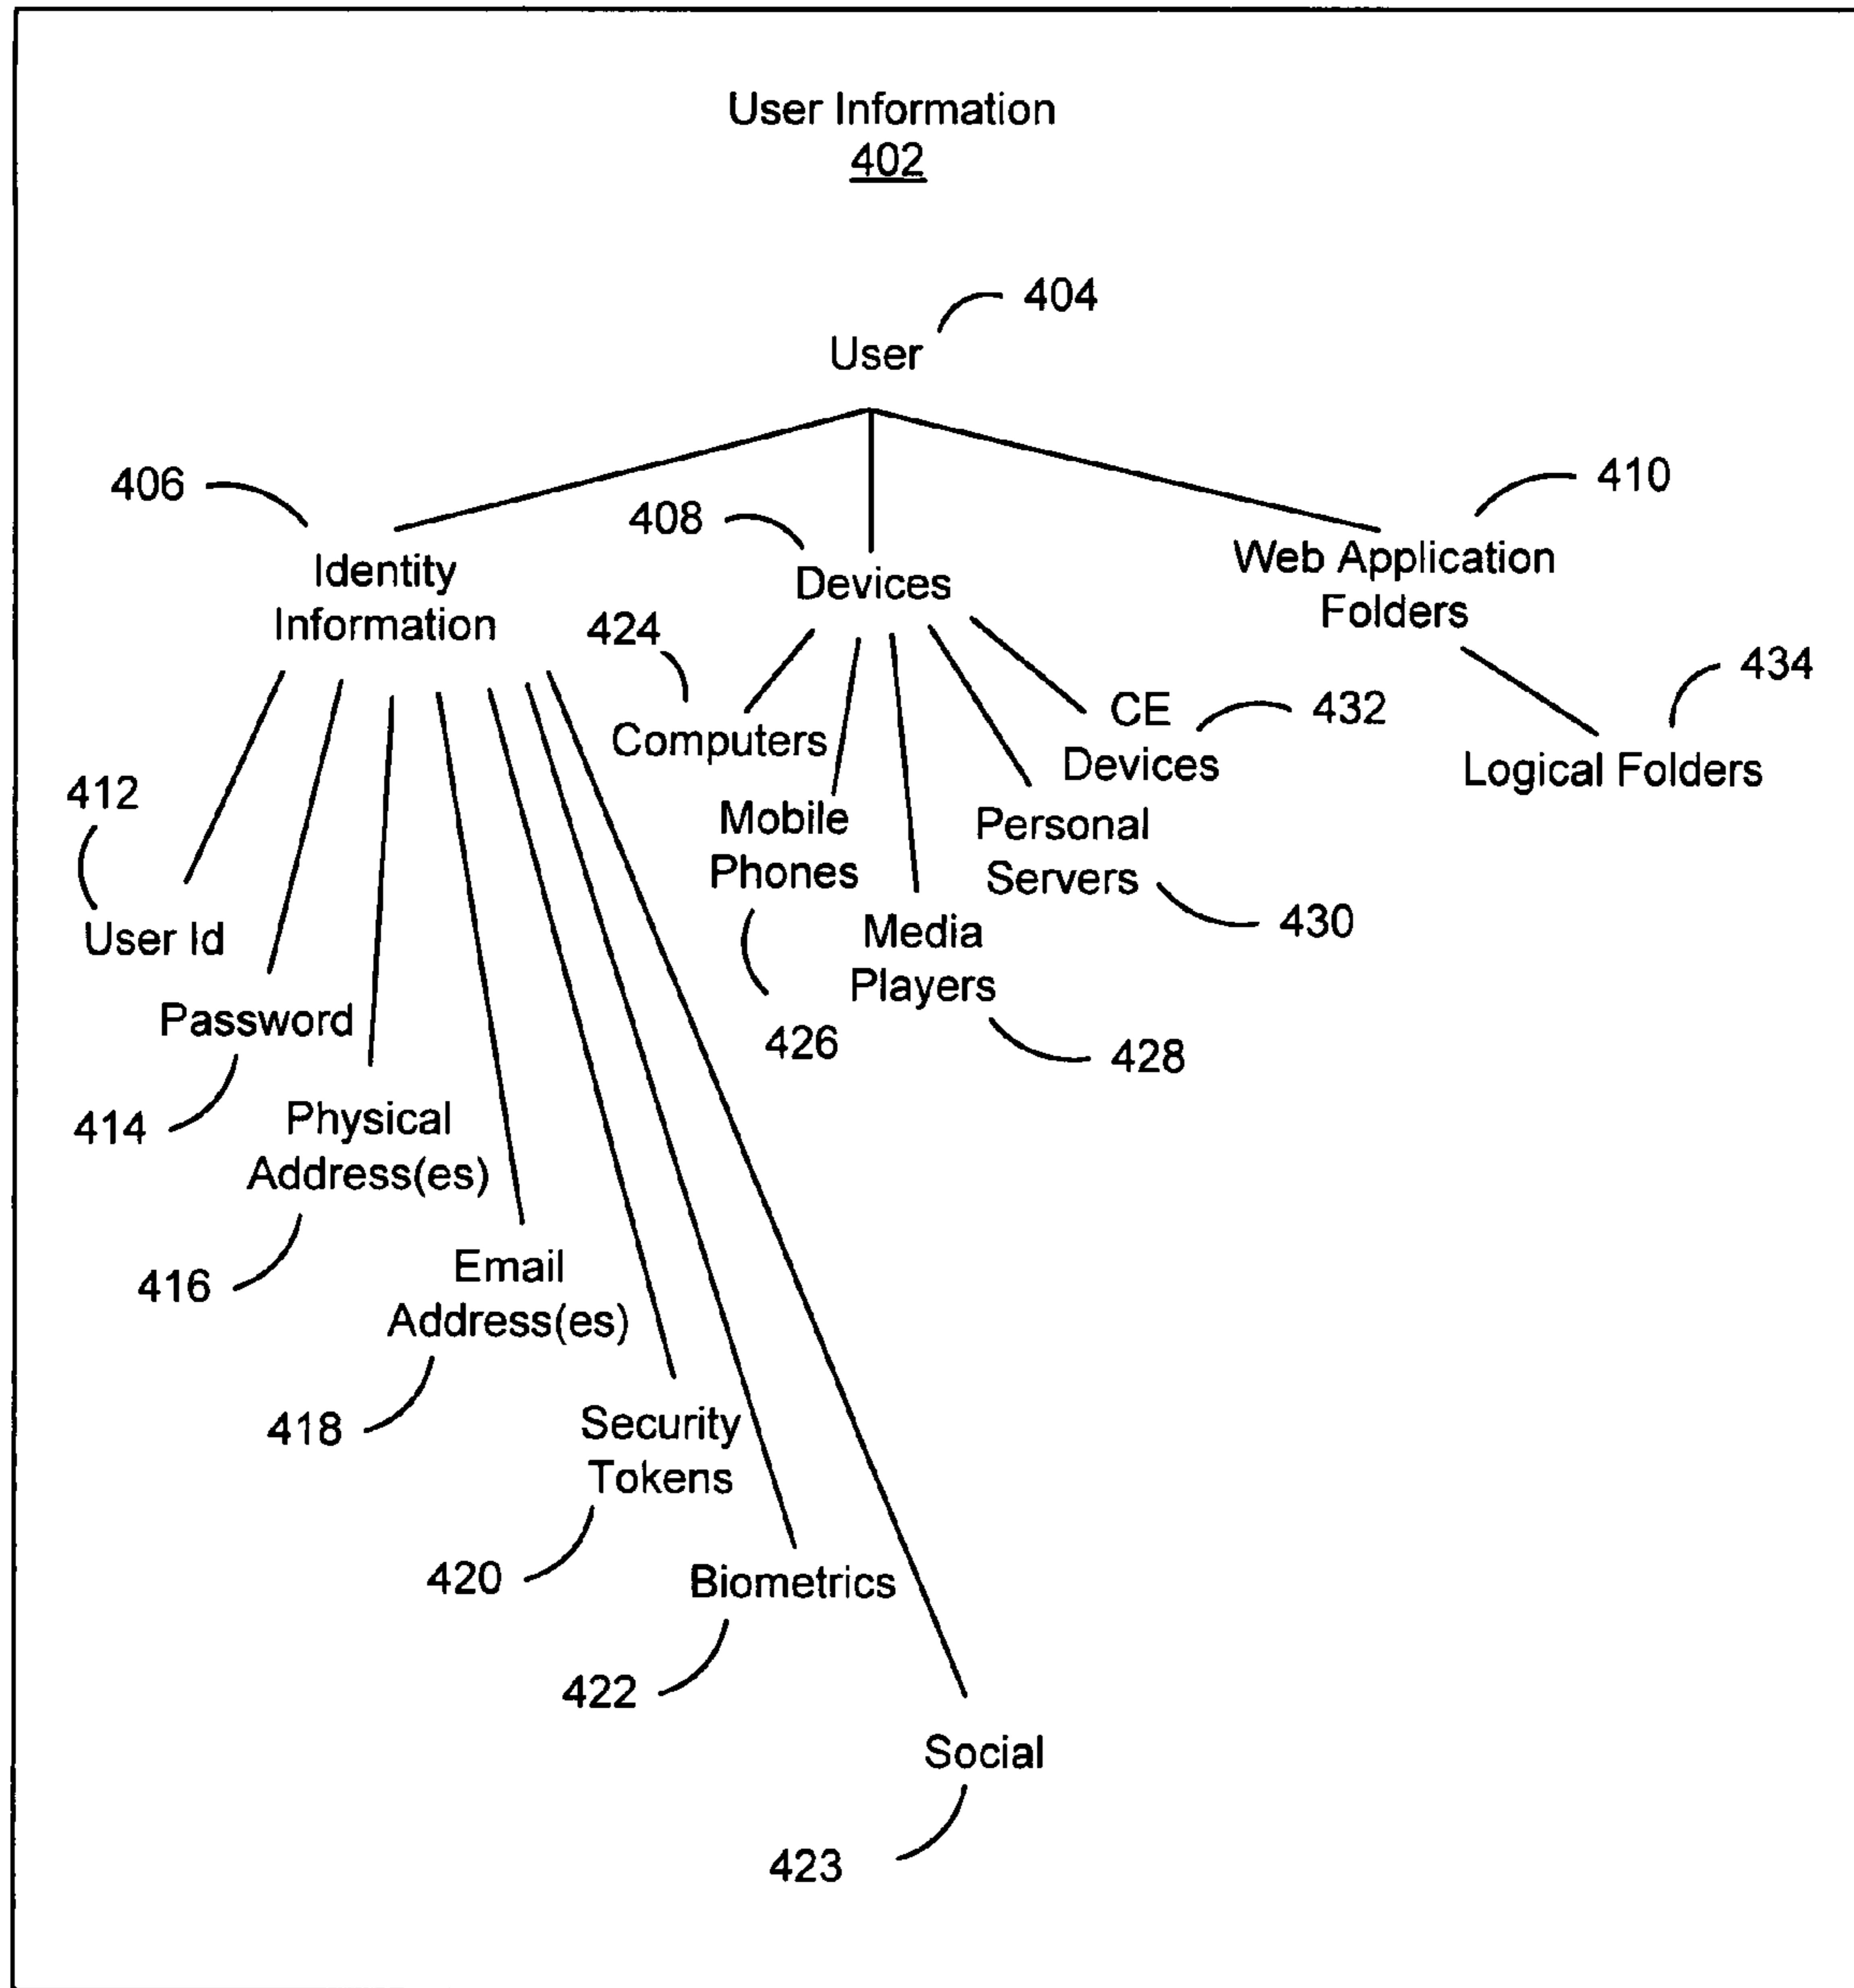 User Information
402
404
User
406
408
410
Identity
Information
Devices
Web Application
Folders
424
Computers
CE
Devices
432
434
Logical Folders
412
User Id
Mobile
Phones
426
Personal
Servers
430
Media
Players
428
Password
414
Physical
Address(es)
416
Email
Address(es)
418
Security
Tokens
420
Biometrics
422
Social
423